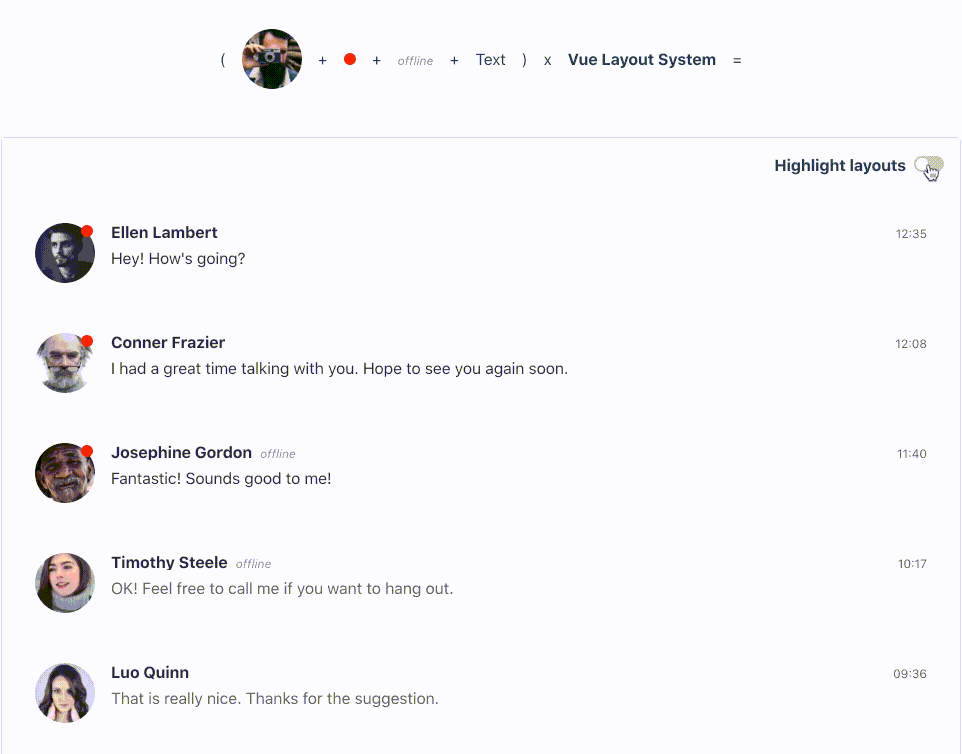 ( + + offline + Text ) x Vue Layout System =
Highlight layouts
Ellen Lambert 12:35
Hey! How's going?
Conner Frazier 12:08
I had a great time talking with you. Hope to see you again soon.
Josephine Gordon offline 11:40
Fantastic! Sounds good to me!
Timothy Steele offline 10:17
OK! Feel free to call me if you want to hang out.
Luo Quinn 09:36
That is really nice. Thanks for the suggestion.